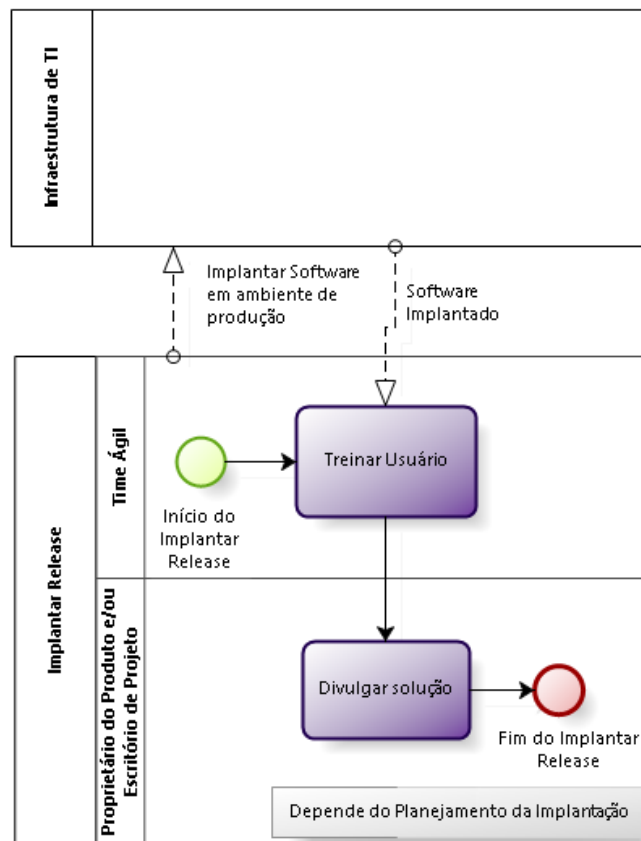 Infraestrutura de TI
Implantar Software
em ambiente de
produção
Software
Implantado
Implantar Release
Time Ágil
Treinar Usuário
Início do
Implantar
Release
Proprietário do Produto e/ou
Escritório de Projeto
Divulgar solução
Fim do Implantar
Release
Depende do Planejamento da Implantação